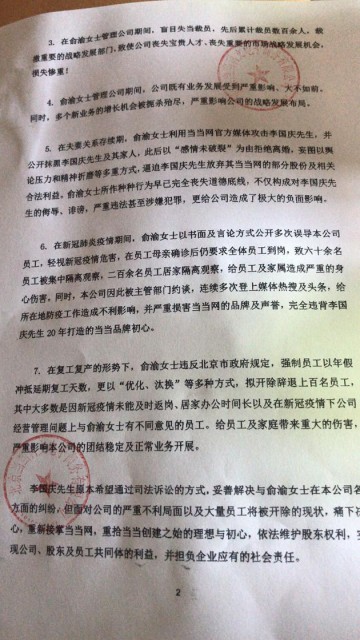 3. 在俞渝女士管理公司期间，盲目失当裁员，先后累计裁员数百余人，裁
撤重要的战略发展部门，致使公司丧失宝贵人才、丧失重要的市场战略发展机会，
损失惨重！
4. 俞渝女士管理公司期间，公司既有业务发展受到严重影响、大不如前。
同时，多个新业务的增长机会被扼杀殆尽，严重影响公司的战略发展布局。
5. 在夫妻关系存续期，俞渝女士利用当当网官方媒体攻击李国庆先生，并
公开抹黑李国庆先生及其家人，此后以“感情未破裂”为由拒绝离婚，妄图以舆
论压力和精神折磨等多重方式，逼迫李国庆先生放弃其当当网的部分股份及相关
合法利益。俞渝女士所作种种行为早已完全丧失道德底线，不仅构成对李国庆先
生的侮辱、诽谤，严重违法甚至涉嫌犯罪，更给公司造成了极大的负面影响。
6. 在新冠肺炎疫情期间，俞渝女士以书面及言论方式公开多次误导本公司
员工，轻视新冠疫情危害，在员工母亲确诊后仍要求全体员工到岗，致六十余名
员工被集中隔离观察，二百余名员工居家隔离观察，给员工及家属造成严重的身
心伤害，同时，本公司因此被主管部门约谈，连续多次登上媒体热搜及头条，给
所在地防疫工作造成不利影响，并严重损害当当网的品牌及声誉，完全违背李国
庆先生 20 年打造的当当品牌初心。
7. 在复工复产的形势下，俞渝女士违反北京市政府规定，强制员工以年假
冲抵延期复工天数，更以“优化、汰换”等多种方式，拟开除辞退上百名员工，
其中大多数是因新冠疫情未能及时返岗、居家办公时间长以及在新冠疫情下公司
经营管理问题上与俞渝女士有不同意见的员工。给员工及家庭带来重大的伤害，
严重影响本公司的团结稳定及正常业务开展。
李国庆先生原本希望通过司法诉讼的方式，妥善解决与俞渝女士在本公司各
方面的纠纷，但面对公司的严重不利局面以及大量员工将被开除的现状，痛下决
心，重新接掌当当网，重拾当当创建之始的理想与初心，依法维护股东权利，实
现公司、股东及员工共同体的利益，并担负企业应有的社会责任。
2